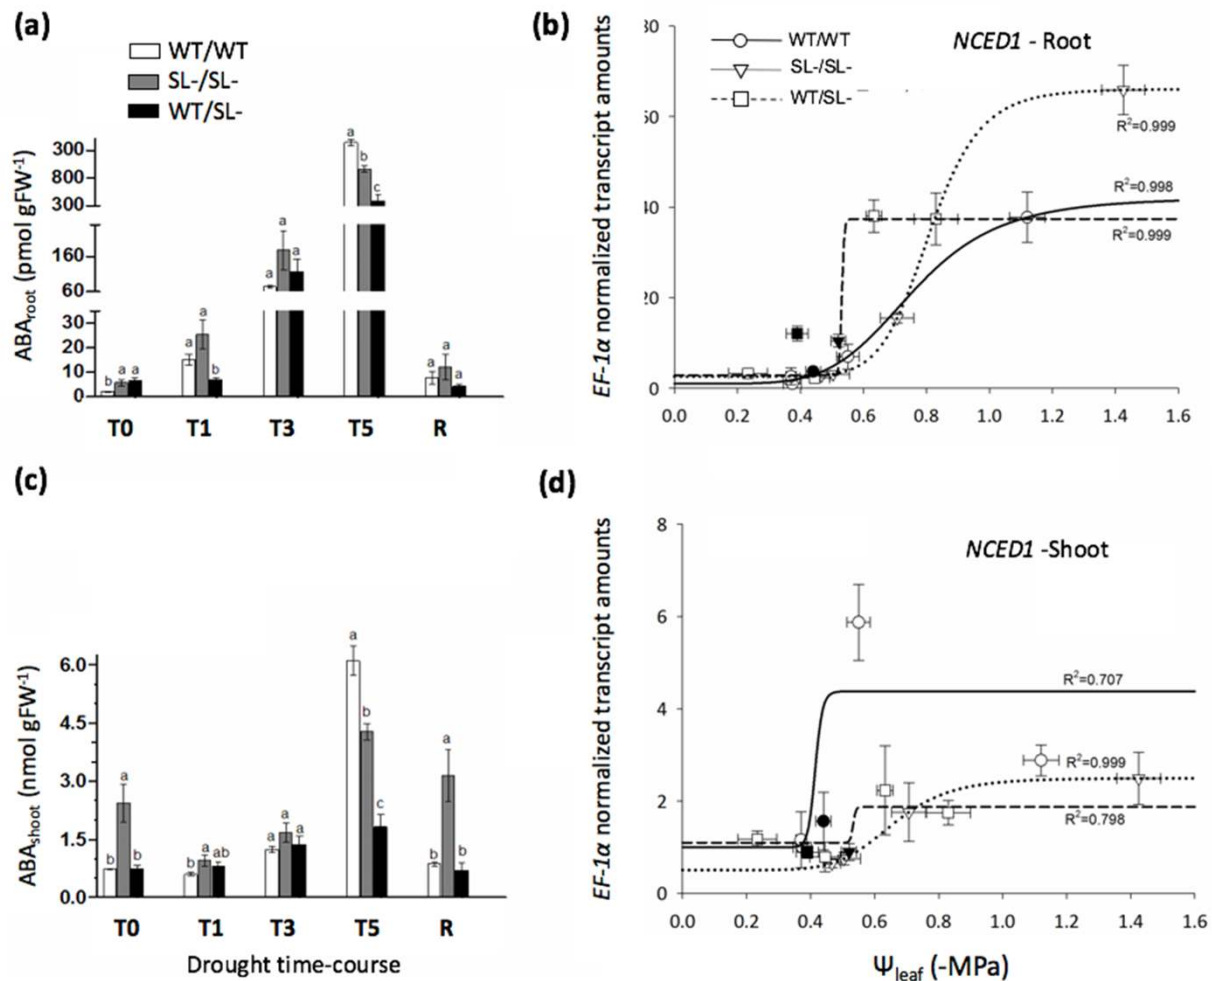 (a)
WT/WT
SL-/SL-
WT/SL-
ABAroot (pmol gFW-1)
300
800
300
160
60
30
20
10
0
b a a
a a b
a a a
a b c
a a a
T0 T1 T3 T5 R
(b)
NCED1 - Root
WT/WT
SL-/SL-
WT/SL-
EF-1α normalized transcript amounts
80
60
40
20
0
R2=0.999
R2=0.998
R2=0.999
0.0 0.2 0.4 0.6 0.8 1.0 1.2 1.4 1.6
(c)
ABAshoot (nmol gFW-1)
6.0
4.5
3.0
1.5
0.0
b a b
b a ab
a a a
a b c
b a b
T0 T1 T3 T5 R
Drought time-course
(d)
NCED1 -Shoot
EF-1α normalized transcript amounts
8
6
4
2
0
R2=0.707
R2=0.999
R2=0.798
0.0 0.2 0.4 0.6 0.8 1.0 1.2 1.4 1.6
Ψleaf (-MPa)